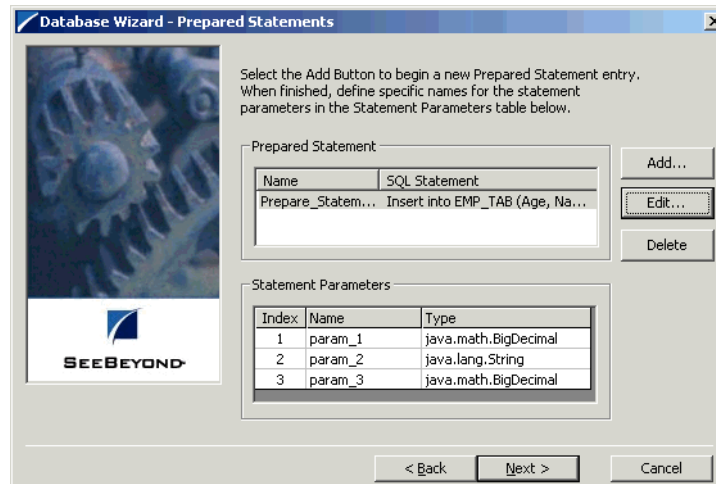 Database Wizard - Prepared Statements
Select the Add Button to begin a new Prepared Statement entry.
When finished, define specific names for the statement
parameters in the Statement Parameters table below.
Prepared Statement
Name SQL Statement
Prepare_Statem... Insert into EMP_TAB (Age, Na...
Add...
Edit...
Delete
Statement Parameters
Index Name Type
1 param_1 java.math.BigDecimal
2 param_2 java.lang.String
3 param_3 java.math.BigDecimal
SEEBEYOND
< Back Next > Cancel